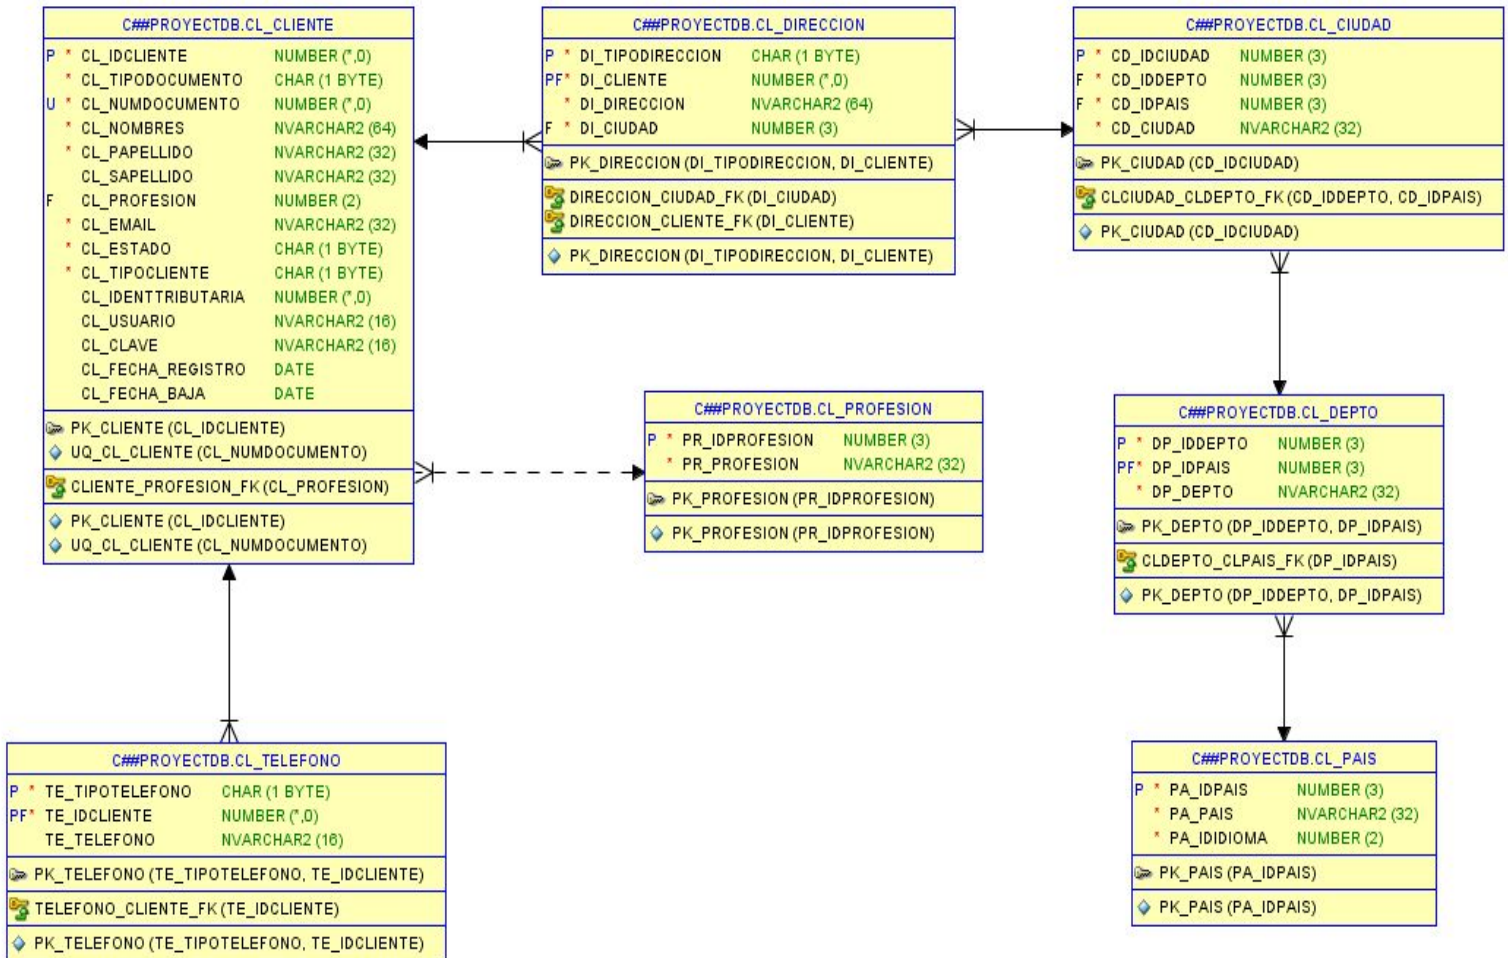 C##PROYECTDB.CL_CLIENTE
P * CL_IDCLIENTE NUMBER (*,0)
* CL_TIPODOCUMENTO CHAR (1 BYTE)
U * CL_NUMDOCUMENTO NUMBER (*,0)
* CL_NOMBRES NVARCHAR2 (64)
* CL_PAPELLIDO NVARCHAR2 (32)
CL_SAPELLIDO NVARCHAR2 (32)
F CL_PROFESION NUMBER (2)
* CL_EMAIL NVARCHAR2 (32)
* CL_ESTADO CHAR (1 BYTE)
* CL_TIPOCLIENTE CHAR (1 BYTE)
CL_IDENTTRIBUTARIA NUMBER (*,0)
CL_USUARIO NVARCHAR2 (16)
CL_CLAVE NVARCHAR2 (16)
CL_FECHA_REGISTRO DATE
CL_FECHA_BAJA DATE
PK_CLIENTE (CL_IDCLIENTE)
UQ_CL_CLIENTE (CL_NUMDOCUMENTO)
CLIENTE_PROFESION_FK (CL_PROFESION)
PK_CLIENTE (CL_IDCLIENTE)
UQ_CL_CLIENTE (CL_NUMDOCUMENTO)
C##PROYECTDB.CL_DIRECCION
P * DI_TIPODIRECCION CHAR (1 BYTE)
PF* DI_CLIENTE NUMBER (*,0)
* DI_DIRECCION NVARCHAR2 (64)
F * DI_CIUDAD NUMBER (3)
PK_DIRECCION (DI_TIPODIRECCION, DI_CLIENTE)
DIRECCION_CIUDAD_FK (DI_CIUDAD)
DIRECCION_CLIENTE_FK (DI_CLIENTE)
PK_DIRECCION (DI_TIPODIRECCION, DI_CLIENTE)
C##PROYECTDB.CL_CIUDAD
P * CD_IDCIUDAD NUMBER (3)
F * CD_IDDEPTO NUMBER (3)
F * CD_IDPAIS NUMBER (3)
* CD_CIUDAD NVARCHAR2 (32)
PK_CIUDAD (CD_IDCIUDAD)
CLCIUDAD_CLDEPTO_FK (CD_IDDEPTO, CD_IDPAIS)
PK_CIUDAD (CD_IDCIUDAD)
C##PROYECTDB.CL_PROFESION
P * PR_IDPROFESION NUMBER (3)
* PR_PROFESION NVARCHAR2 (32)
PK_PROFESION (PR_IDPROFESION)
PK_PROFESION (PR_IDPROFESION)
C##PROYECTDB.CL_DEPTO
P * DP_IDDEPTO NUMBER (3)
PF* DP_IDPAIS NUMBER (3)
* DP_DEPTO NVARCHAR2 (32)
PK_DEPTO (DP_IDDEPTO, DP_IDPAIS)
CLDEPTO_CLPAIS_FK (DP_IDPAIS)
PK_DEPTO (DP_IDDEPTO, DP_IDPAIS)
C##PROYECTDB.CL_TELEFONO
P * TE_TIPOTELEFONO CHAR (1 BYTE)
PF* TE_IDCLIENTE NUMBER (*,0)
TE_TELEFONO NVARCHAR2 (16)
PK_TELEFONO (TE_TIPOTELEFONO, TE_IDCLIENTE)
TELEFONO_CLIENTE_FK (TE_IDCLIENTE)
PK_TELEFONO (TE_TIPOTELEFONO, TE_IDCLIENTE)
C##PROYECTDB.CL_PAIS
P * PA_IDPAIS NUMBER (3)
* PA_PAIS NVARCHAR2 (32)
* PA_IDIDIOMA NUMBER (2)
PK_PAIS (PA_IDPAIS)
PK_PAIS (PA_IDPAIS)